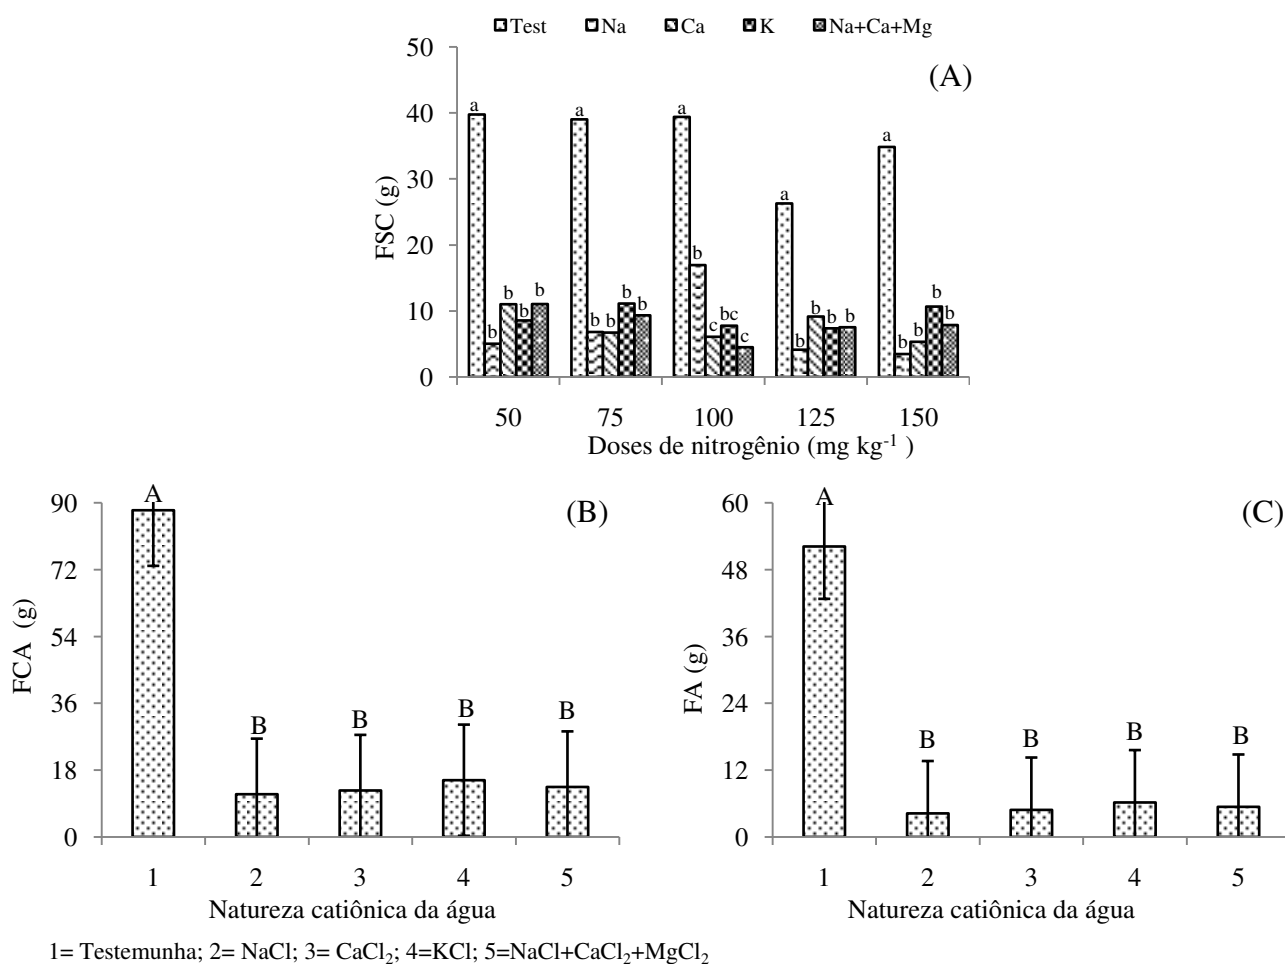 Test Na Ca K Na+Ca+Mg
50
(A)
a a a
40
a
30
a
FSC (g)
20
b
10
b b b b b b b b c bc c b b b b b b b b
0
50 75 100 125 150
Doses de nitrogênio (mg kg⁻¹ )
90
A
(B)
72
54
FCA (g)
36
B B B B
18
0
1 2 3 4 5
Natureza catiônica da água
60
A
(C)
48
36
FA (g)
24
B B B B
12
0
1 2 3 4 5
Natureza catiônica da água
1= Testemunha; 2= NaCl; 3= CaCl₂; 4=KCl; 5=NaCl+CaCl₂+MgCl₂